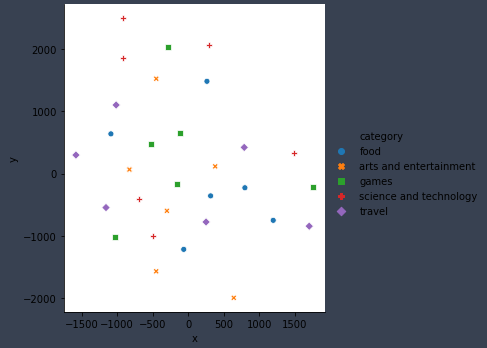 2000
1000
0
−1000
−2000
y
−1500 −1000 −500 0 500 1000 1500
x
category
food
arts and entertainment
games
science and technology
travel